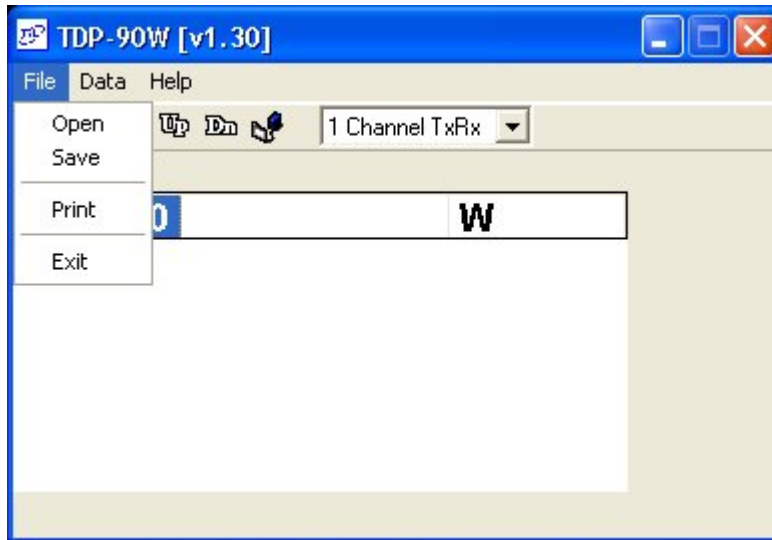 TDP-90W [v1.30]
File Data Help
Open
Save
Print
Exit
Up Dn
1 Channel TxRx
0 W